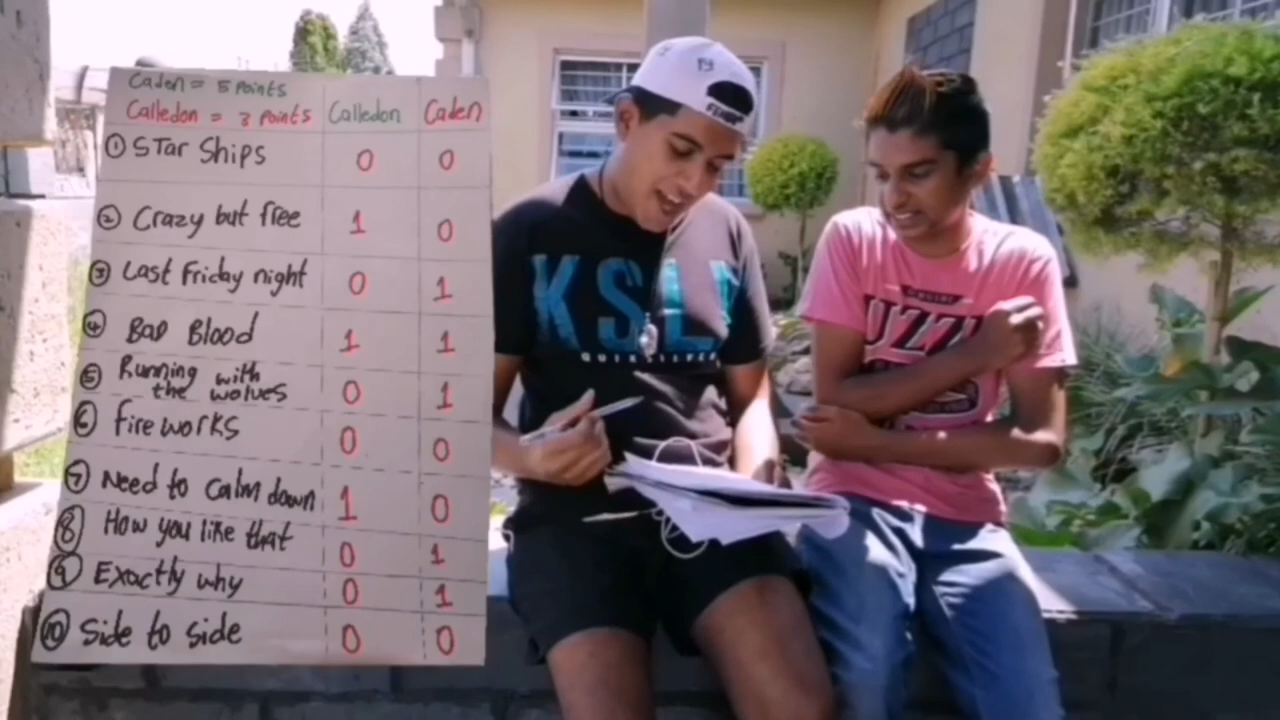 Caden = 5 points
Calledon = 3 points Calledon Caden
① STar Ships 0 0
② Crazy but free 1 0
③ Last Friday night 0 1
④ BaD Blood 1 1
⑤ Running with
the wolves 0 1
⑥ fireworks 0 0
⑦ Need to calm down 1 0
⑧ How you like that 0 1
⑨ Exactly why 0 1
⑩ Side to side 0 0
QUIKSILVER